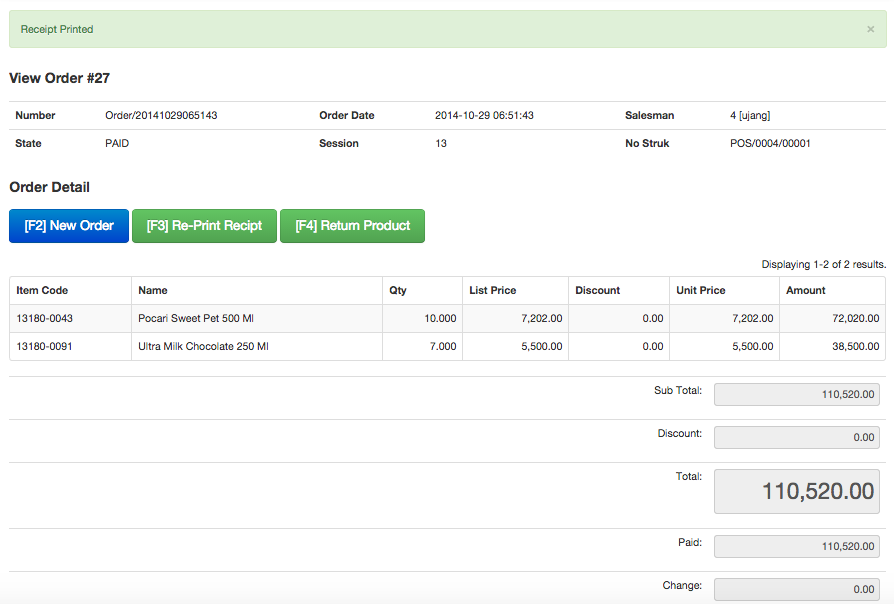 Receipt Printed ×
View Order #27
Number Order/20141029065143 Order Date 2014-10-29 06:51:43 Salesman 4 [ujang]
State PAID Session 13 No Struk POS/0004/00001
Order Detail
[F2] New Order [F3] Re-Print Recipt [F4] Return Product
Displaying 1-2 of 2 results.
Item Code Name Qty List Price Discount Unit Price Amount
13180-0043 Pocari Sweet Pet 500 Ml 10.000 7,202.00 0.00 7,202.00 72,020.00
13180-0091 Ultra Milk Chocolate 250 Ml 7.000 5,500.00 0.00 5,500.00 38,500.00
Sub Total: 110,520.00
Discount: 0.00
Total: 110,520.00
Paid: 110,520.00
Change: 0.00